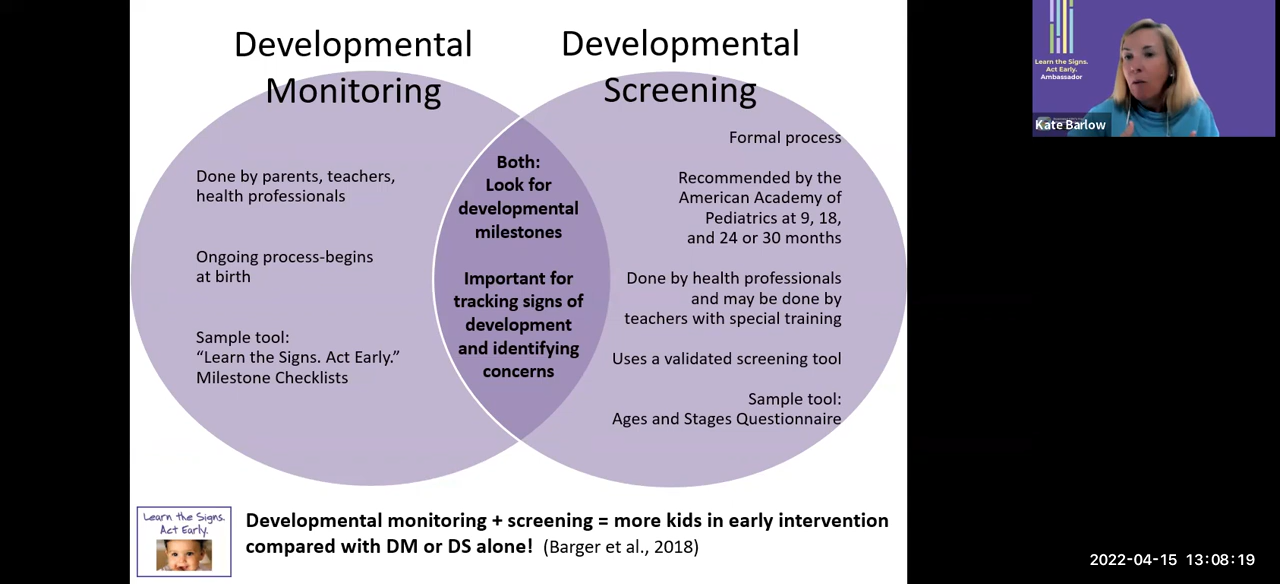 Developmental
Monitoring
Developmental
Screening
Done by parents, teachers,
health professionals
Ongoing process-begins
at birth
Sample tool:
“Learn the Signs. Act Early.”
Milestone Checklists
Both:
Look for
developmental
milestones
Important for
tracking signs of
development
and identifying
concerns
Formal process
Recommended by the
American Academy of
Pediatrics at 9, 18,
and 24 or 30 months
Done by health professionals
and may be done by
teachers with special training
Uses a validated screening tool
Sample tool:
Ages and Stages Questionnaire
Learn the Signs.
Act Early.
Developmental monitoring + screening = more kids in early intervention
compared with DM or DS alone! (Barger et al., 2018)
Learn the Signs.
Act Early.
Ambassador
Kate Barlow
2022-04-15 13:08:19